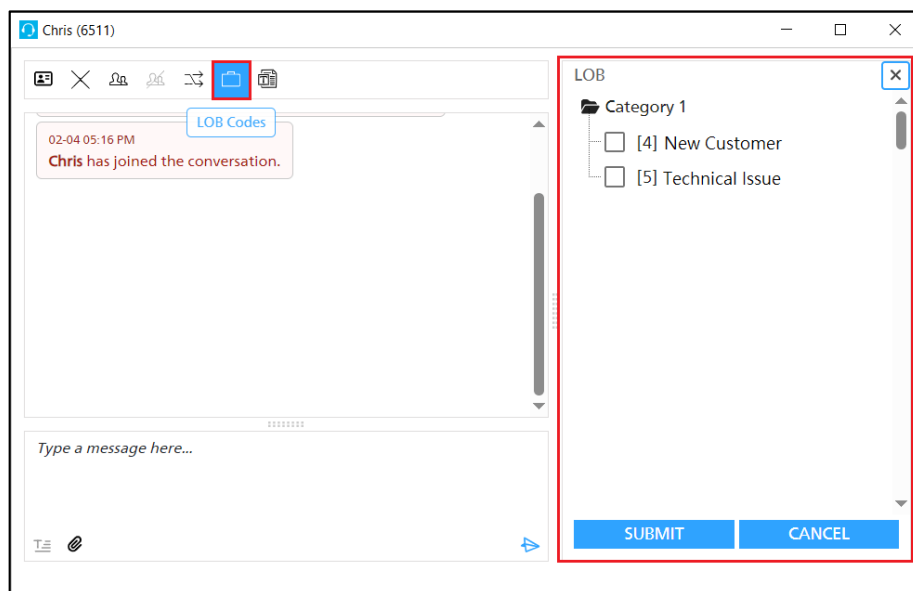 Chris (6511)
LOB Codes
02-04 05:16 PM
Chris has joined the conversation.
Type a message here...
LOB
Category 1
[4] New Customer
[5] Technical Issue
SUBMIT
CANCEL